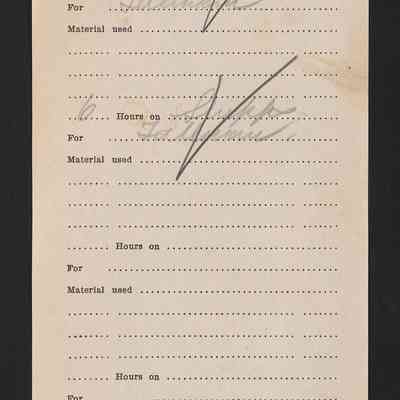 For
Material used
6 Hours on
For
Material used
Hours on
For
Material used
Hours on
For